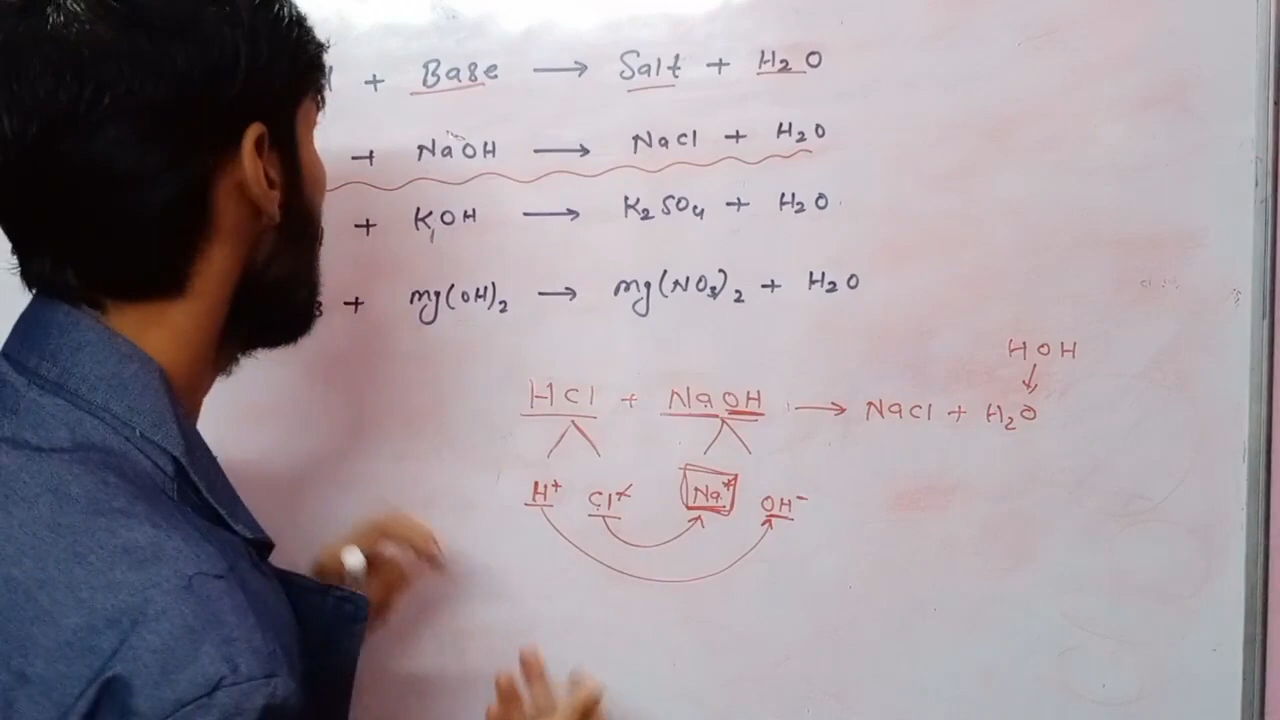 + Base → Salt + H2O
+ NaOH → NaCl + H2O
+ KOH → K2SO4 + H2O
3 + mg(OH)2 → mg(NO3)2 + H2O
HOH
↓
HCl + NaOH → NaCl + H2O
H+ Cl- Na+ OH-